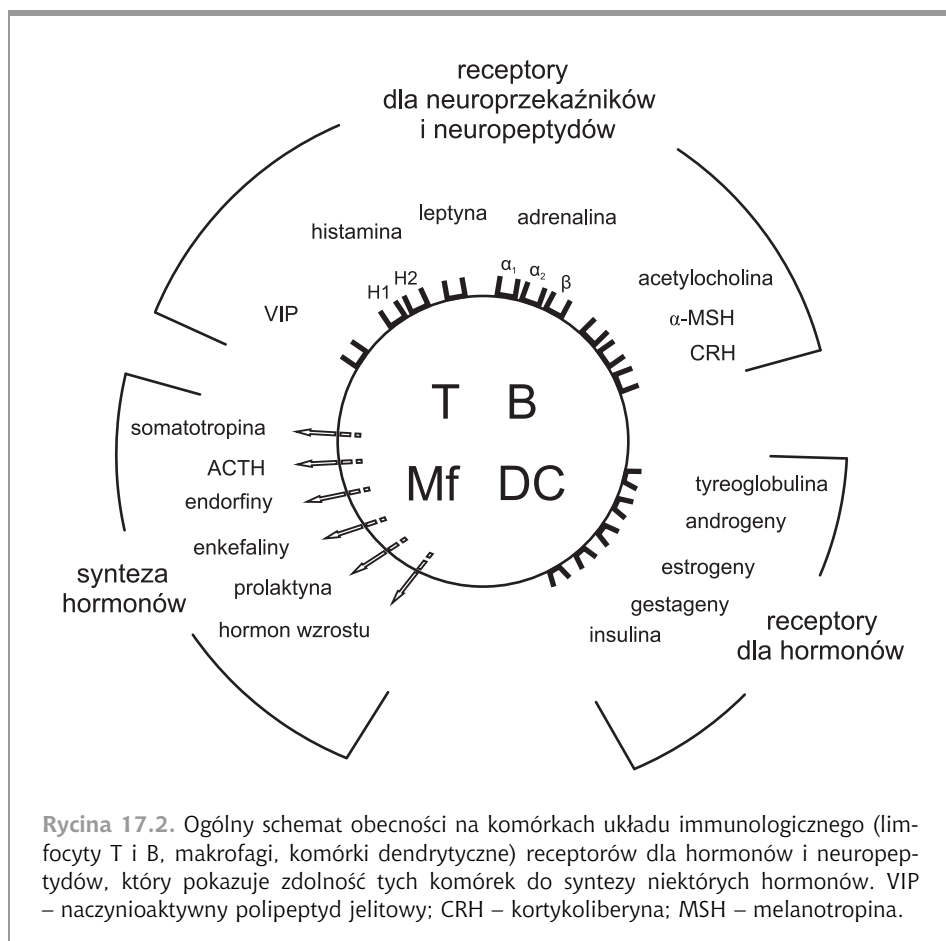 receptory
dla neuroprzekaźników
i neuropeptydów
leptyna
adrenalina
histamina
α₁
α₂
β
H2
H1
acetylocholina
VIP
α-MSH
CRH
T B
somatotropina
ACTH
Mf DC
tyreoglobulina
endorfiny
androgeny
enkefaliny
estrogeny
synteza
hormonów
prolaktyna
gestageny
hormon wzrostu
insulina
receptory
dla hormonów
Rycina 17.2. Ogólny schemat obecności na komórkach układu immunologicznego (lim-
focyty T i B, makrofagi, komórki dendrytyczne) receptorów dla hormonów i neuropep-
tydów, który pokazuje zdolność tych komórek do syntezy niektórych hormonów. VIP
– naczynioaktywny polipeptyd jelitowy; CRH – kortykoliberyna; MSH – melanotropina.